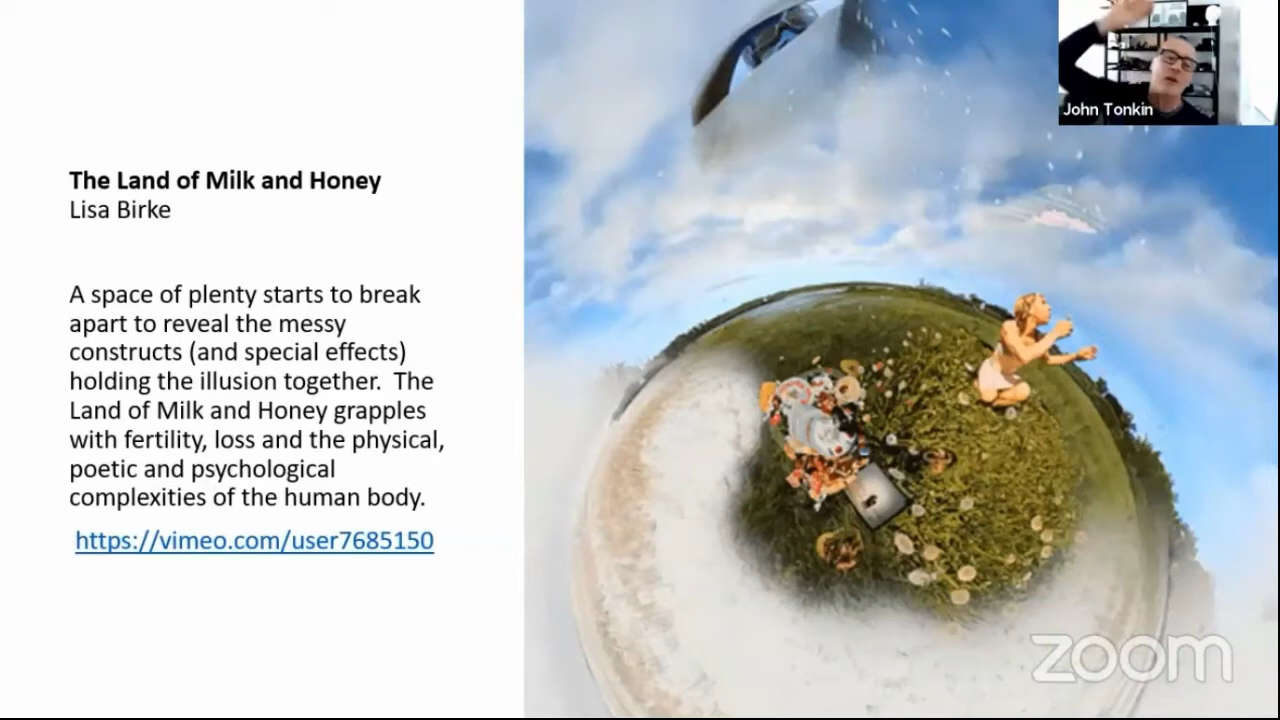 The Land of Milk and Honey
Lisa Birke
A space of plenty starts to break
apart to reveal the messy
constructs (and special effects)
holding the illusion together.  The
Land of Milk and Honey grapples
with fertility, loss and the physical,
poetic and psychological
complexities of the human body.
https://vimeo.com/user7685150
John Tonkin
zoom